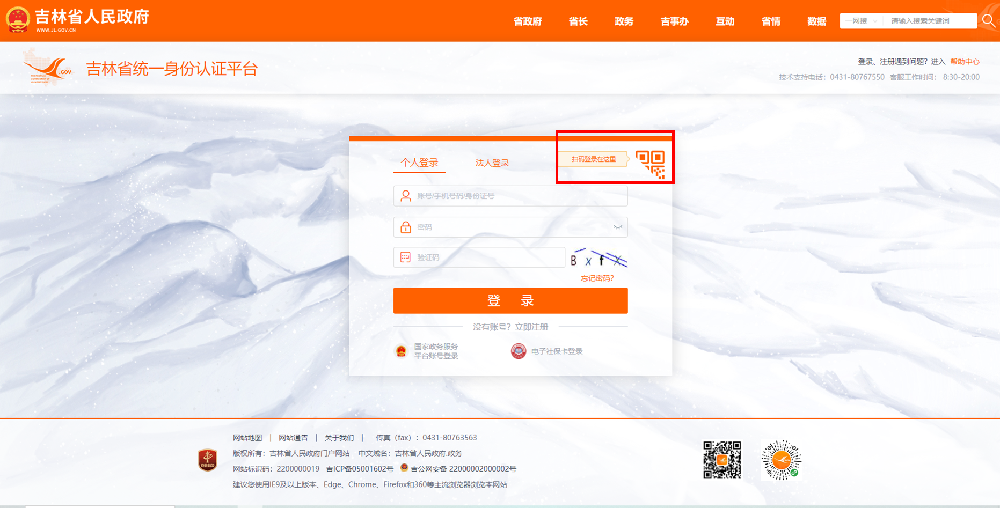 吉林省人民政府
WWW.JL.GOV.CN
省政府 省长 政务 吉事办 互动 省情 数据 一网搜 请输入搜索关键词
.GOV
THE PEOPLE'S
GOVERNMENT OF
JILIN PROVINCE
吉林省统一身份认证平台
登录、注册遇到问题？进入 帮助中心
技术支持电话：0431-80767550 客服工作时间： 8:30-20:00
个人登录 法人登录 扫码登录在这里
账号/手机号码/身份证号
密码
验证码 B x f X
忘记密码？
登 录
没有账号？立即注册
国家政务服务
平台账号登录
电子社保卡登录
网站地图 | 网站通告 | 关于我们 | 传真（fax）：0431-80763563
版权所有：吉林省人民政府门户网站 中文域名：吉林省人民政府.政务
网站标识码：2200000019 吉ICP备05001602号 吉公网安备 22000002000002号
建议您使用IE9及以上版本、Edge、Chrome、Firefox和360等主流浏览器浏览本网站
党政机关